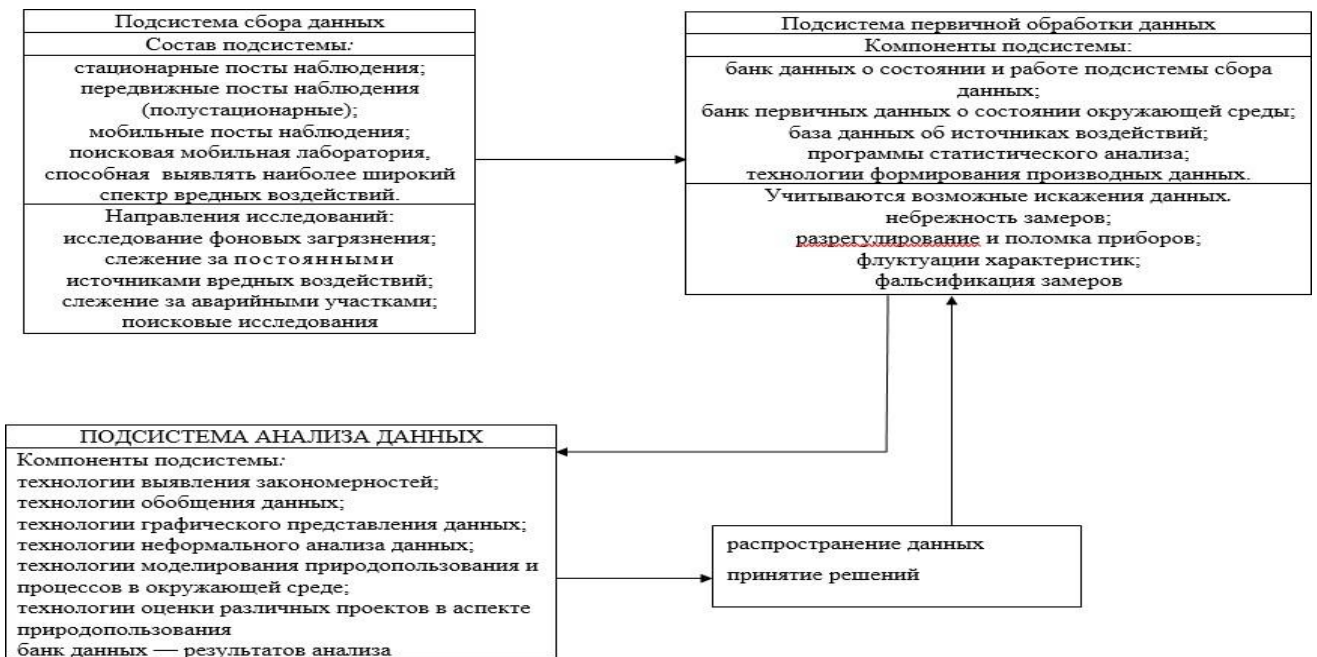 Подсистема сбора данных
Состав подсистемы:
стационарные посты наблюдения;
передвижные посты наблюдения
(полустационарные);
мобильные посты наблюдения;
поисковая мобильная лаборатория,
способная выявлять наиболее широкий
спектр вредных воздействий.
Направления исследований:
исследование фоновых загрязнения;
слежение за постоянными
источниками вредных воздействий;
слежение за аварийными участками;
поисковые исследования
Подсистема первичной обработки данных
Компоненты подсистемы:
банк данных о состоянии и работе подсистемы сбора
данных;
банк первичных данных о состоянии окружающей среды;
база данных об источниках воздействий;
программы статистического анализа;
технологии формирования производных данных.
Учитываются возможные искажения данных.
небрежность замеров;
разрегулирование и поломка приборов;
флуктуации характеристик;
фальсификация замеров
ПОДСИСТЕМА АНАЛИЗА ДАННЫХ
Компоненты подсистемы:
технологии выявления закономерностей;
технологии обобщения данных;
технологии графического представления данных;
технологии неформального анализа данных;
технологии моделирования природопользования и
процессов в окружающей среде;
технологии оценки различных проектов в аспекте
природопользования
банк данных — результатов анализа
распространение данных
принятие решений